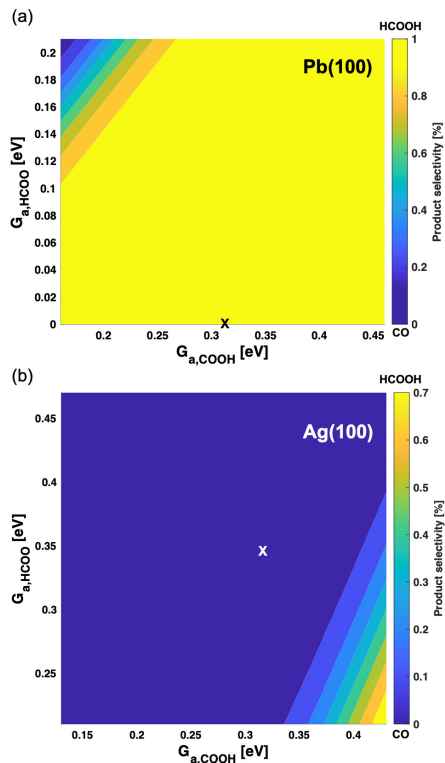 (a)
HCOOH
Pb(100)
0.2
0.18
0.16
0.14
0.12
0.1
0.08
0.06
0.04
0.02
0
G a,HCOO [eV]
X
0.2
0.25
0.3
0.35
0.4
0.45
G a,COOH [eV]
1
0.8
0.6
0.4
0.2
0
Product selectivity [%]
CO
(b)
HCOOH
Ag(100)
0.45
0.4
0.35
0.3
0.25
G a,HCOO [eV]
X
0.15
0.2
0.25
0.3
0.35
0.4
G a,COOH [eV]
0.7
0.6
0.5
0.4
0.3
0.2
0.1
0
Product selectivity [%]
CO